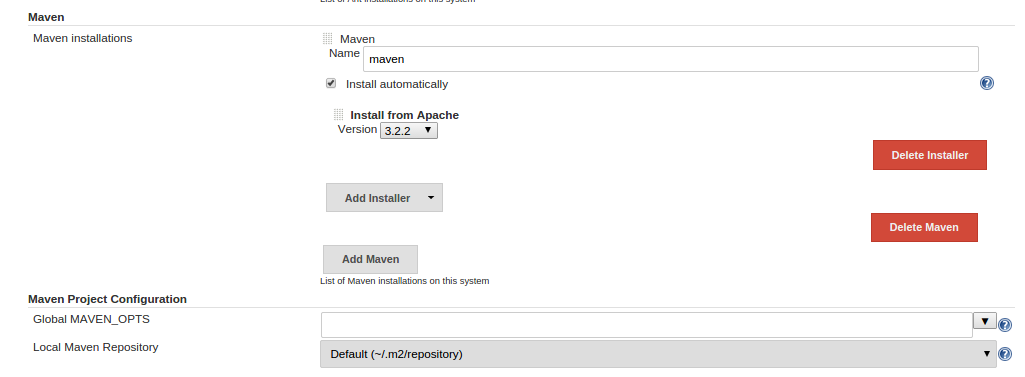 List of Ant installations on this system
Maven
Maven installations
Maven
Name maven
Install automatically
Install from Apache
Version 3.2.2
Delete Installer
Add Installer
Delete Maven
Add Maven
List of Maven installations on this system
Maven Project Configuration
Global MAVEN_OPTS
Local Maven Repository Default (~/.m2/repository)